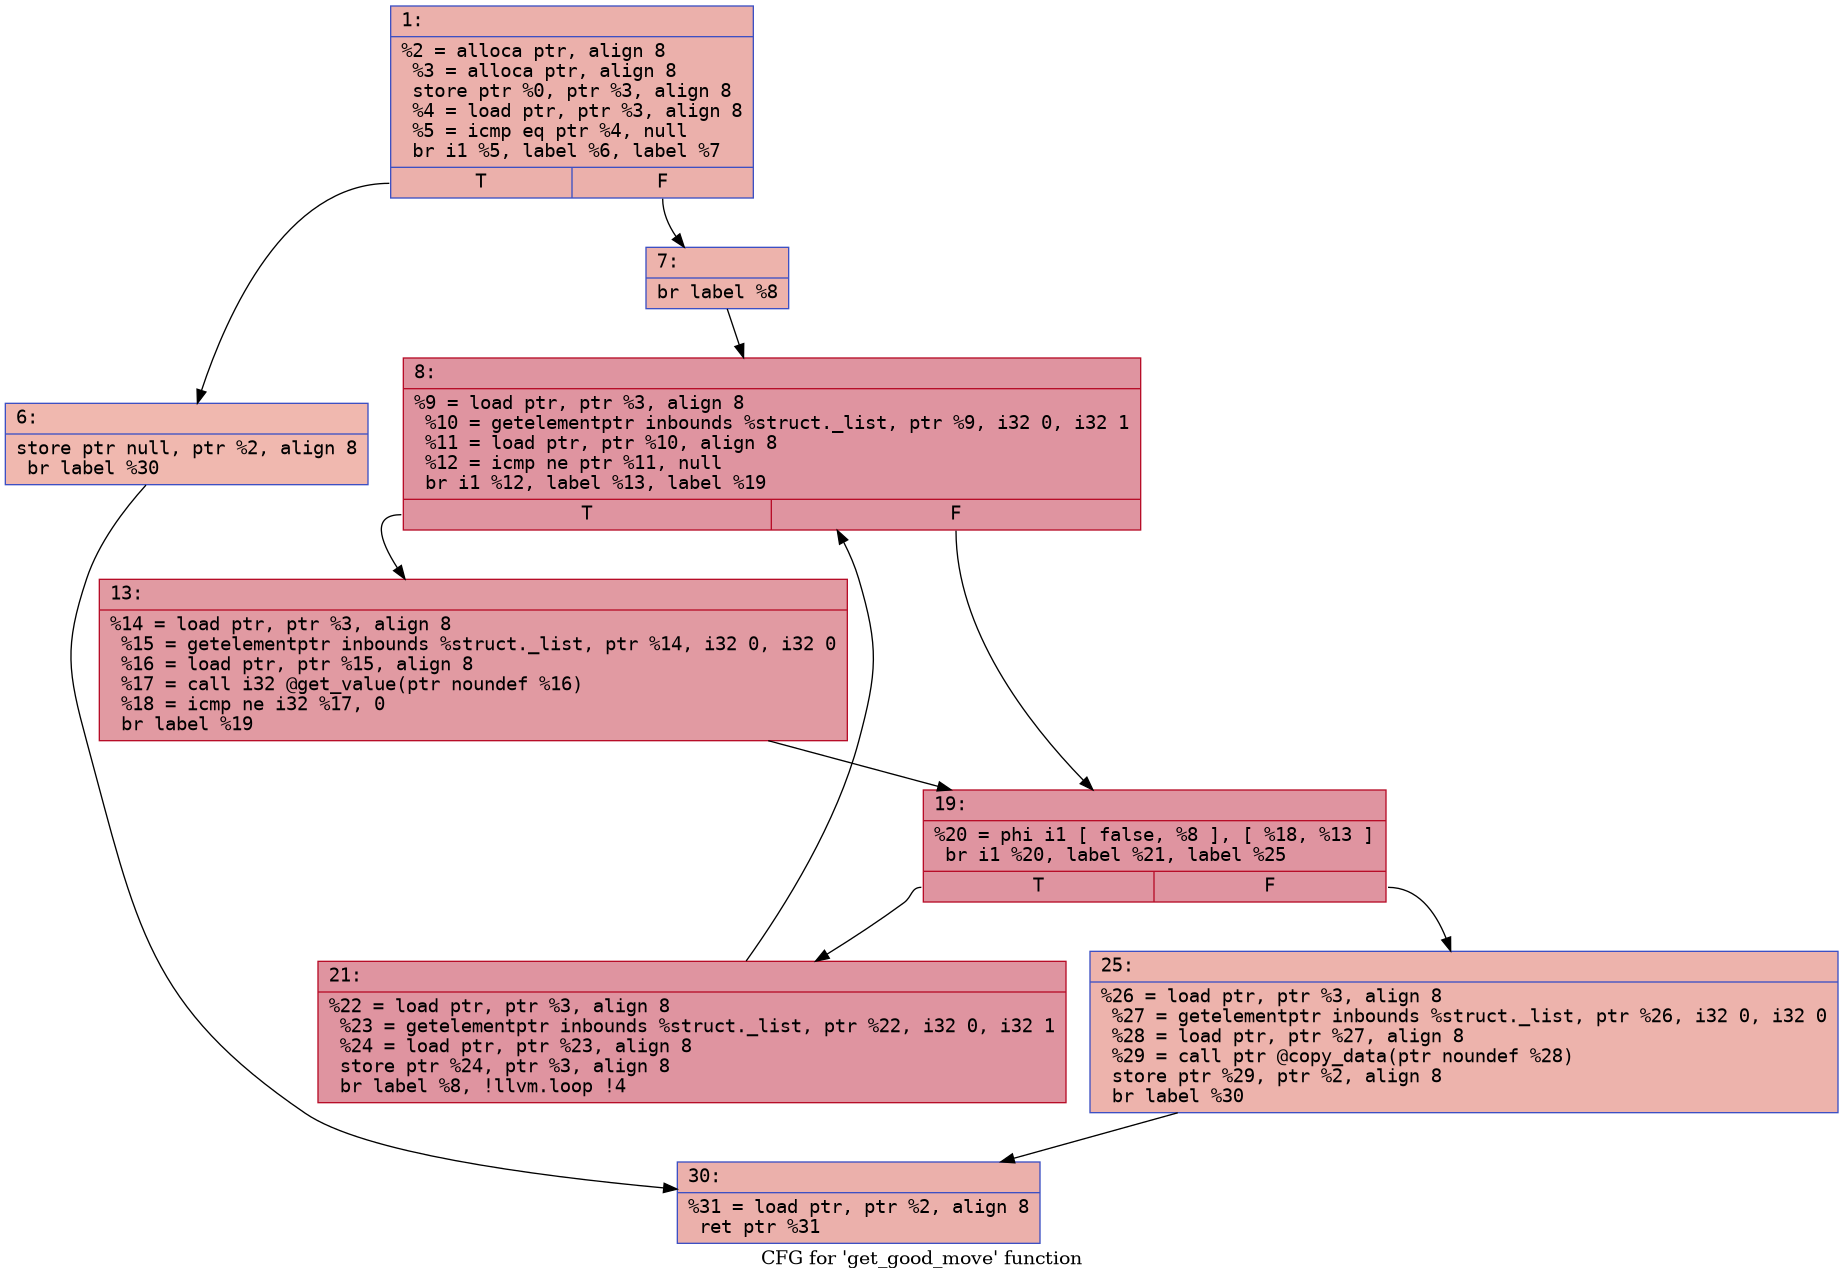 1:
%2 = alloca ptr, align 8
%3 = alloca ptr, align 8
store ptr %0, ptr %3, align 8
%4 = load ptr, ptr %3, align 8
%5 = icmp eq ptr %4, null
br i1 %5, label %6, label %7
T F
7:
br label %8
8:
%9 = load ptr, ptr %3, align 8
%10 = getelementptr inbounds %struct._list, ptr %9, i32 0, i32 1
%11 = load ptr, ptr %10, align 8
%12 = icmp ne ptr %11, null
br i1 %12, label %13, label %19
T F
6:
store ptr null, ptr %2, align 8
br label %30
13:
%14 = load ptr, ptr %3, align 8
%15 = getelementptr inbounds %struct._list, ptr %14, i32 0, i32 0
%16 = load ptr, ptr %15, align 8
%17 = call i32 @get_value(ptr noundef %16)
%18 = icmp ne i32 %17, 0
br label %19
19:
%20 = phi i1 [ false, %8 ], [ %18, %13 ]
br i1 %20, label %21, label %25
T F
21:
%22 = load ptr, ptr %3, align 8
%23 = getelementptr inbounds %struct._list, ptr %22, i32 0, i32 1
%24 = load ptr, ptr %23, align 8
store ptr %24, ptr %3, align 8
br label %8, !llvm.loop !4
25:
%26 = load ptr, ptr %3, align 8
%27 = getelementptr inbounds %struct._list, ptr %26, i32 0, i32 0
%28 = load ptr, ptr %27, align 8
%29 = call ptr @copy_data(ptr noundef %28)
store ptr %29, ptr %2, align 8
br label %30
30:
%31 = load ptr, ptr %2, align 8
ret ptr %31
CFG for 'get_good_move' function